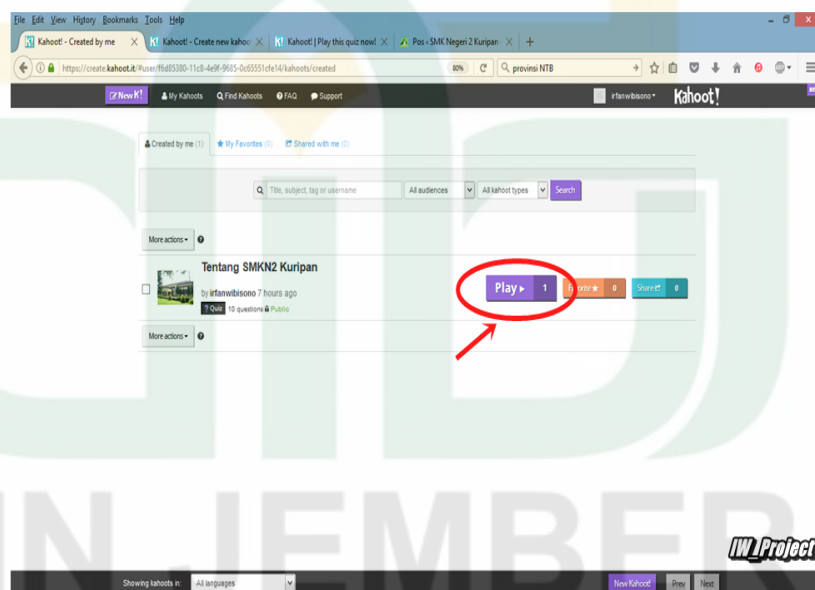 File Edit View History Bookmarks Tools Help
Kahoot! - Created by me × Kahoot! - Create new kahoo × Kahoot! | Play this quiz now! × Pos - SMK Negeri 2 Kuripan × +
https://create.kahoot.it/#user/f6d85380-11c8-4e9f-9685-0c65551cfe14/kahoots/created 80% provinsi NTB
New K! My Kahoots Find Kahoots FAQ Support irfanwibisono Kahoot!
Created by me (1) My Favorites (0) Shared with me (0)
Title, subject, tag or username All audiences All kahoot types Search
More actions
Tentang SMKN2 Kuripan
by irfanwibisono 7 hours ago
? Quiz 10 questions Public
Play 1 Favorite 0 Share 0
More actions
IN JEMBER
IW_Project
Showing kahoots in: All languages New Kahoot! Prev Next